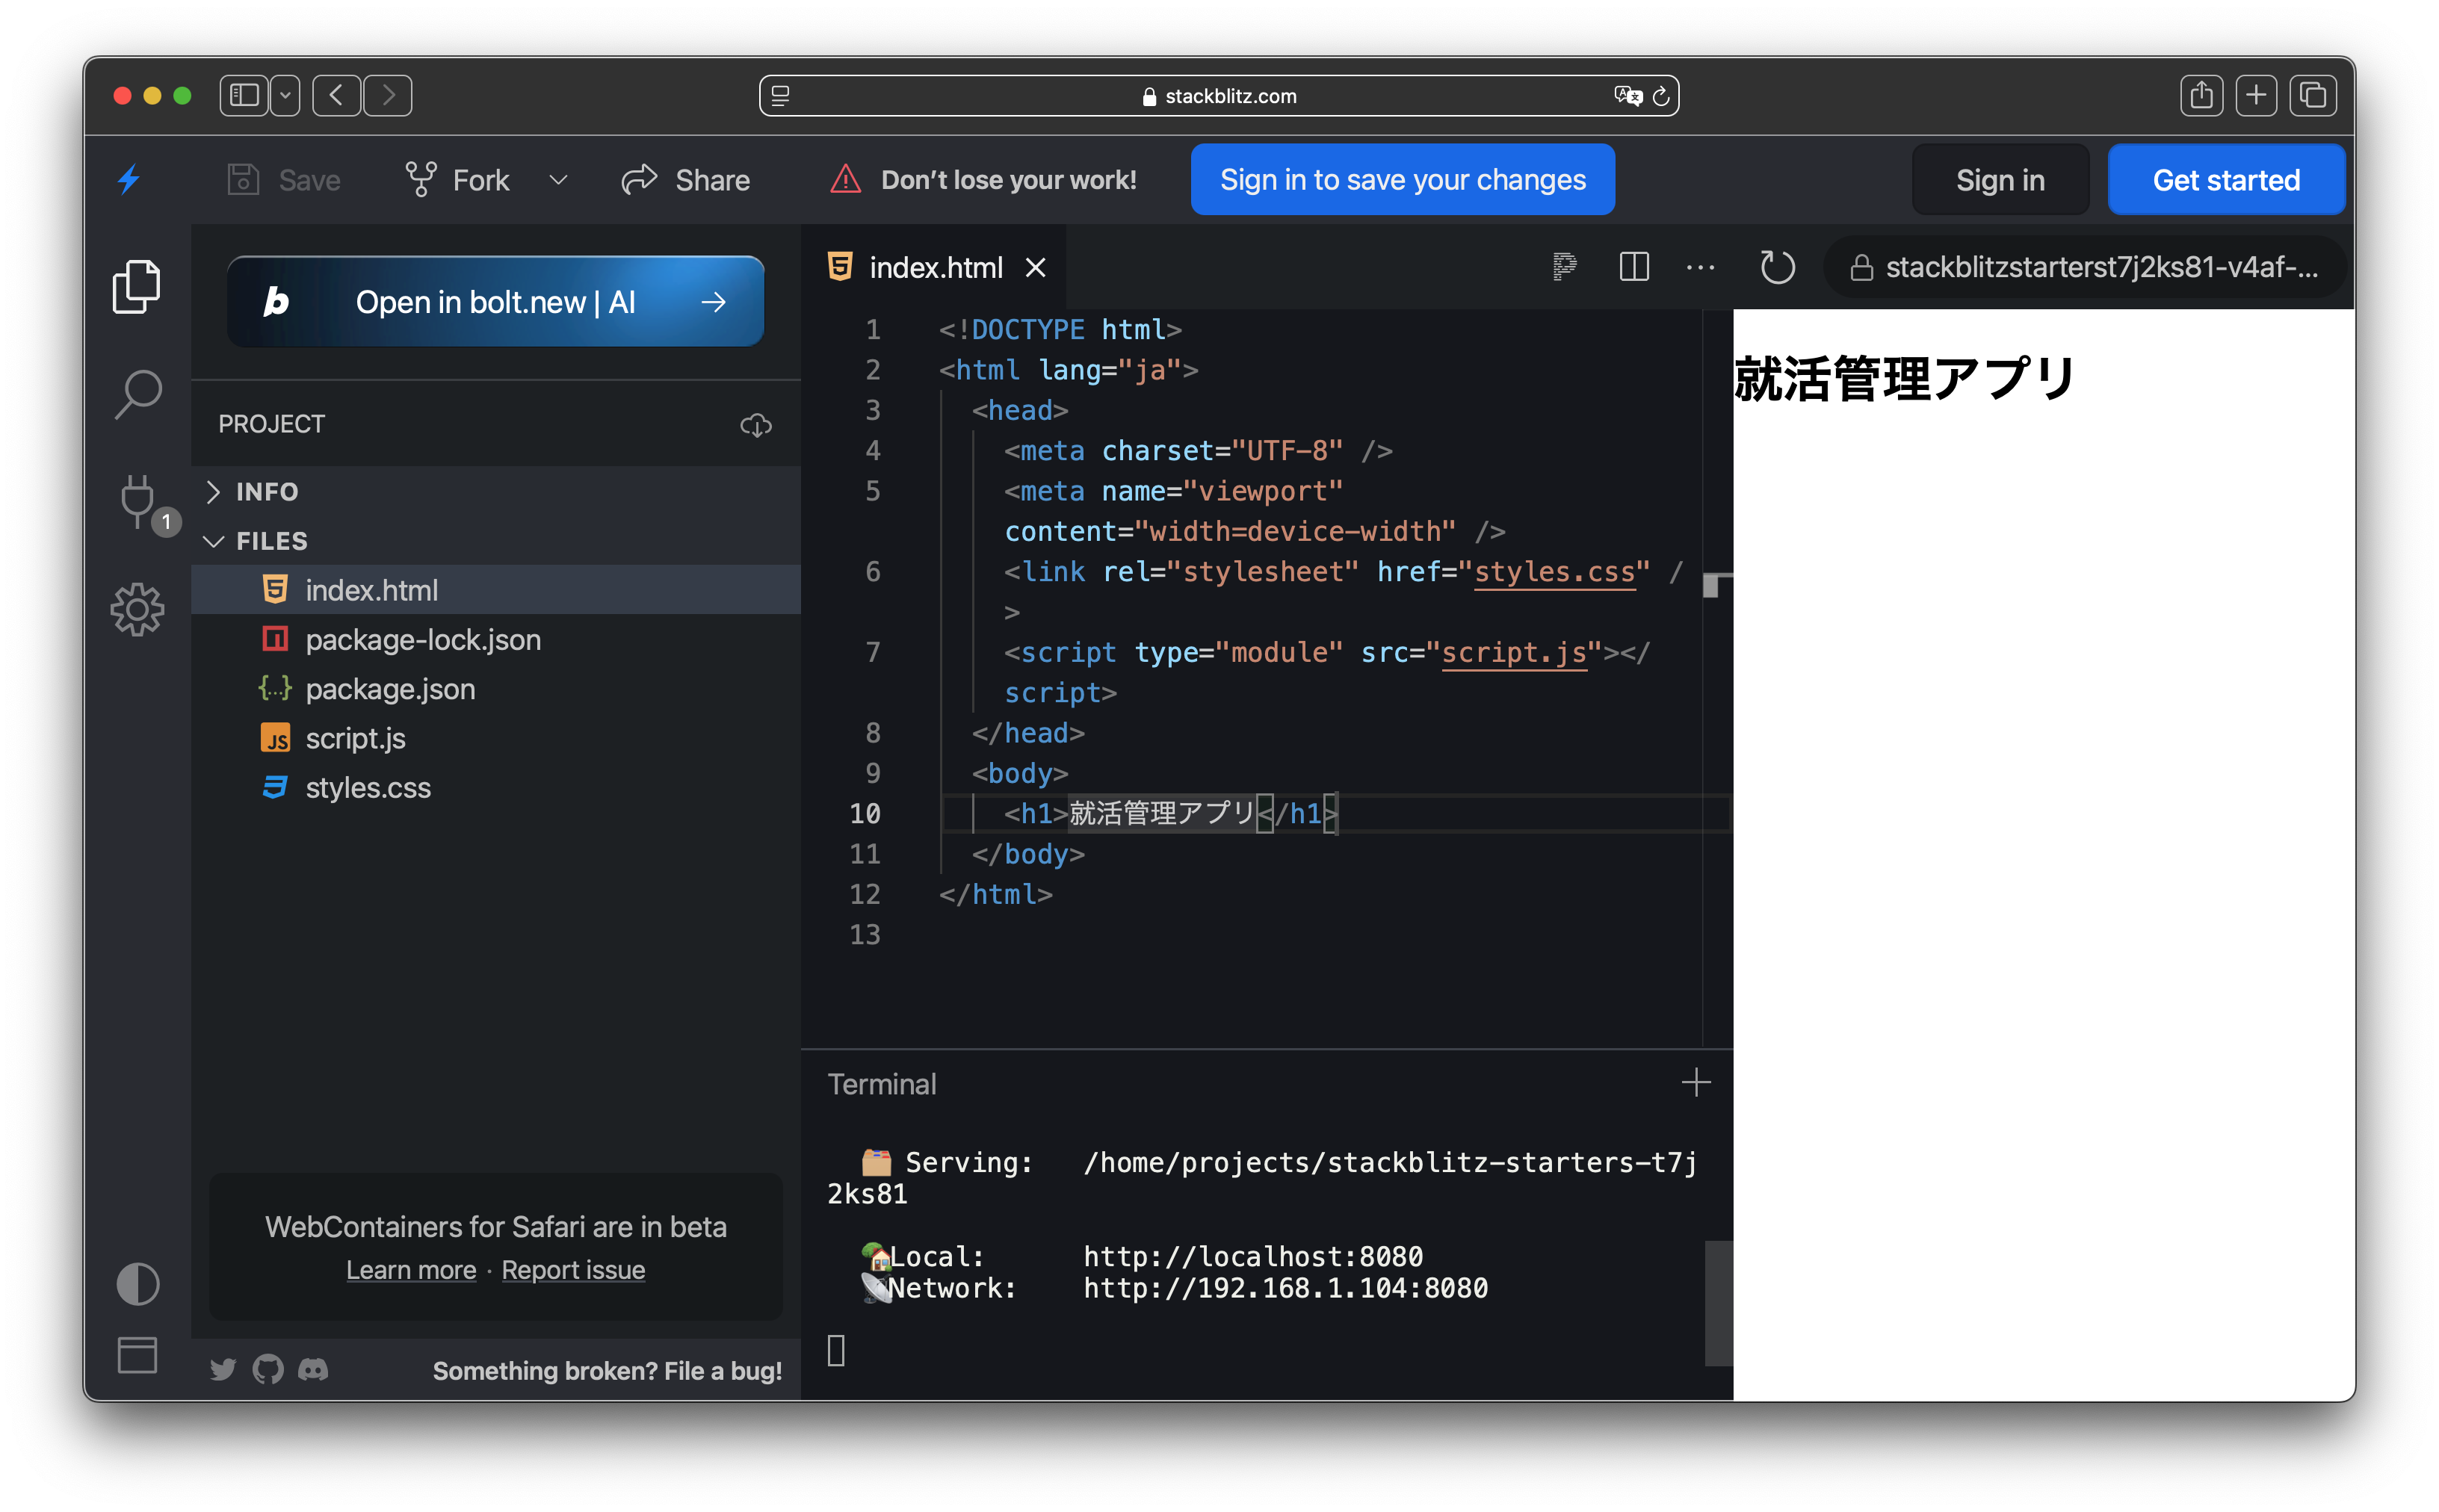 stackblitz.com
Save
Fork
Share
Don’t lose your work!
Sign in to save your changes
Sign in
Get started
Open in bolt.new | AI
PROJECT
INFO
FILES
index.html
package-lock.json
package.json
script.js
styles.css
1
WebContainers for Safari are in beta
Learn more · Report issue
Something broken? File a bug!
index.html
1 <!DOCTYPE html>
2 <html lang="ja">
3 <head>
4 <meta charset="UTF-8" />
5 <meta name="viewport"
content="width=device-width" />
6 <link rel="stylesheet" href="styles.css" /
>
7 <script type="module" src="script.js"></
script>
8 </head>
9 <body>
10 <h1>就活管理アプリ</h1>
11 </body>
12 </html>
13
Terminal
Serving: /home/projects/stackblitz-starters-t7j
2ks81
Local: http://localhost:8080
Network: http://192.168.1.104:8080
stackblitzstarterst7j2ks81-v4af-...
就活管理アプリ